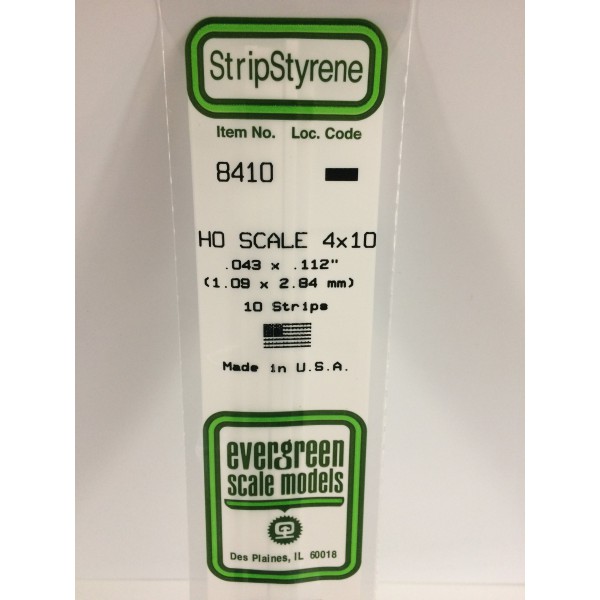 StripStyrene
Item No. Loc. Code
8410
HO SCALE 4x10
.043 x .112"
(1.09 x 2.84 mm)
10 Strips
Made in U.S.A.
evergreen
scale models
Des Plaines, IL 60018